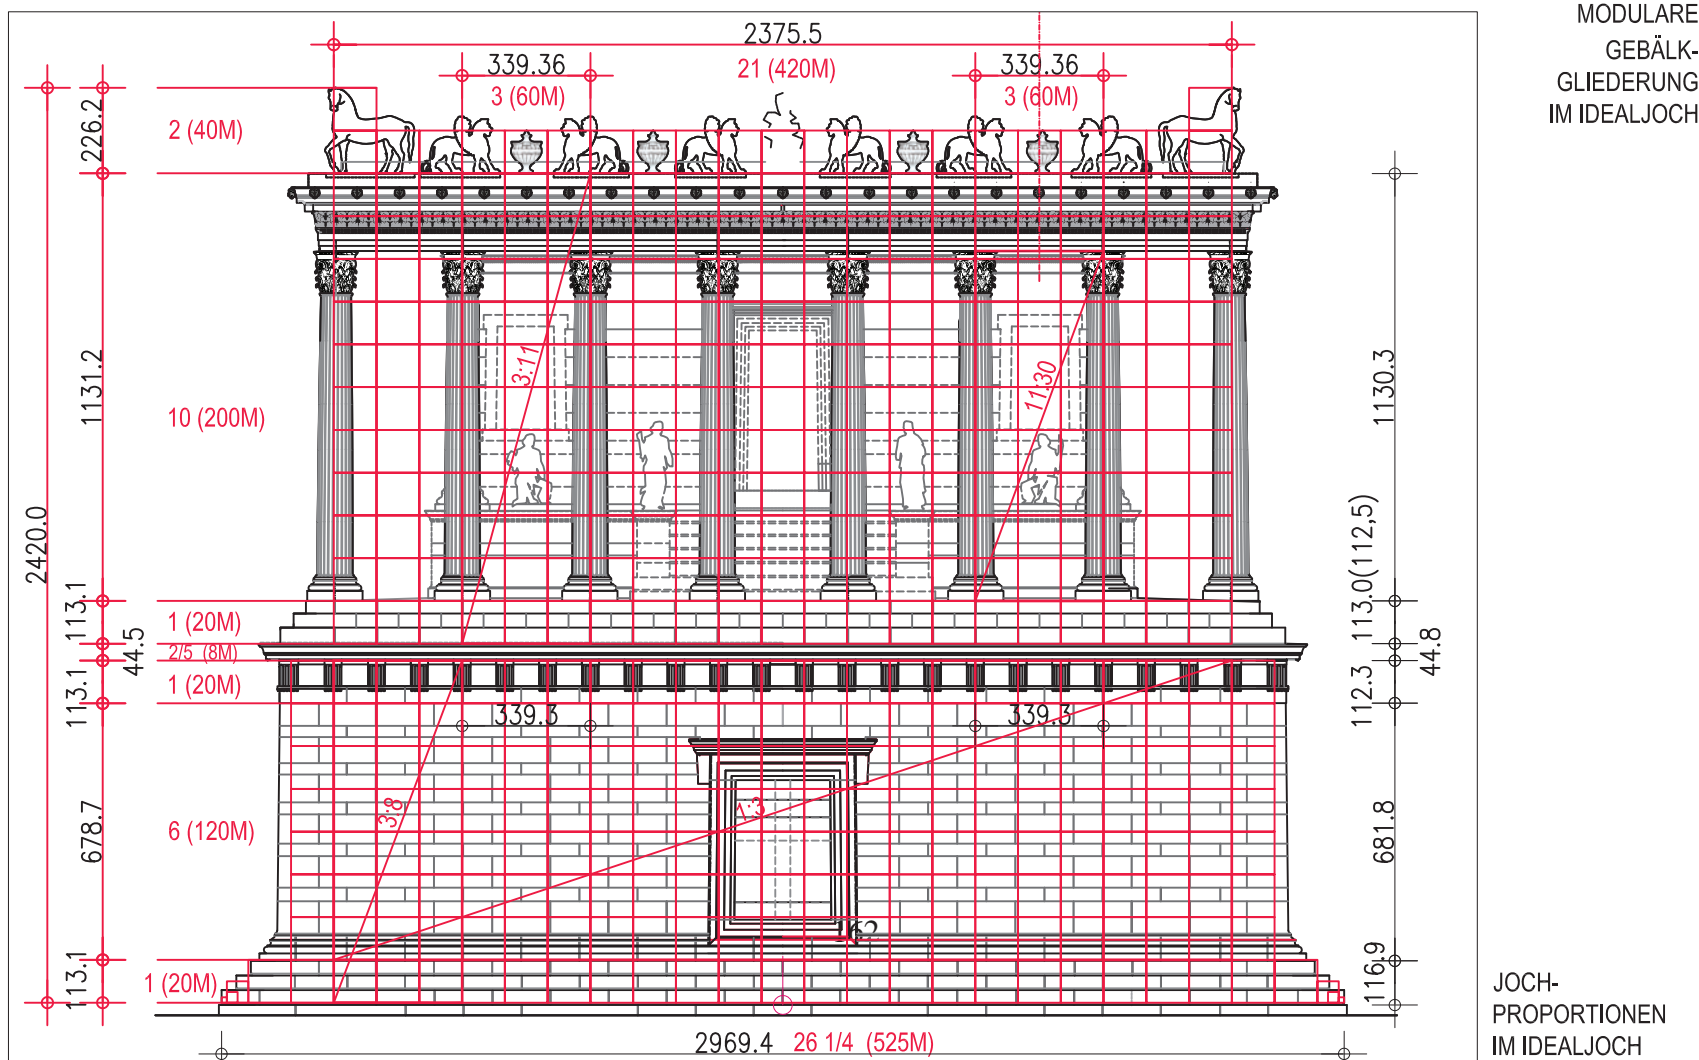 MODULARE
GEBÄLK-
GLIEDERUNG
IM IDEALJOCH
2375.5
21 (420M)
339.36
3 (60M)
339.36
3 (60M)
226.2
2 (40M)
1131.2
10 (200M)
2420.0
113.1
1 (20M)
44.5
2/5 (8M)
113.1
1 (20M)
678.7
6 (120M)
113.1
1 (20M)
3:11
11:30
3:8
1:3
339.3
339.3
1130.3
113.0(112,5)
44.8
112.3
681.8
116.9
2969.4 26 1/4 (525M)
JOCH-
PROPORTIONEN
IM IDEALJOCH